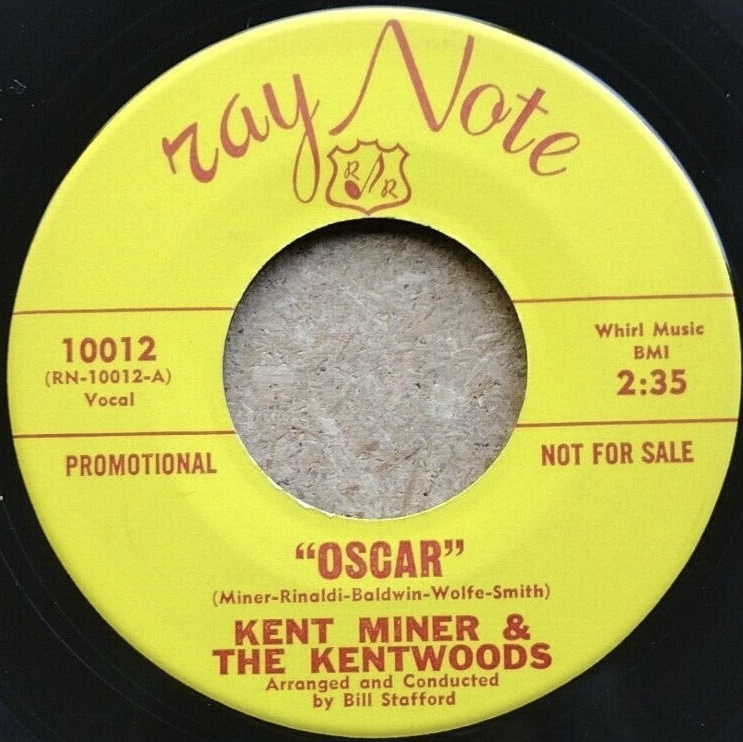 ray Note
R R
10012
(RN-10012-A)
Vocal
Whirl Music
BMI
2:35
PROMOTIONAL
NOT FOR SALE
“OSCAR”
(Miner-Rinaldi-Baldwin-Wolfe-Smith)
KENT MINER &
THE KENTWOODS
Arranged and Conducted
by Bill Stafford